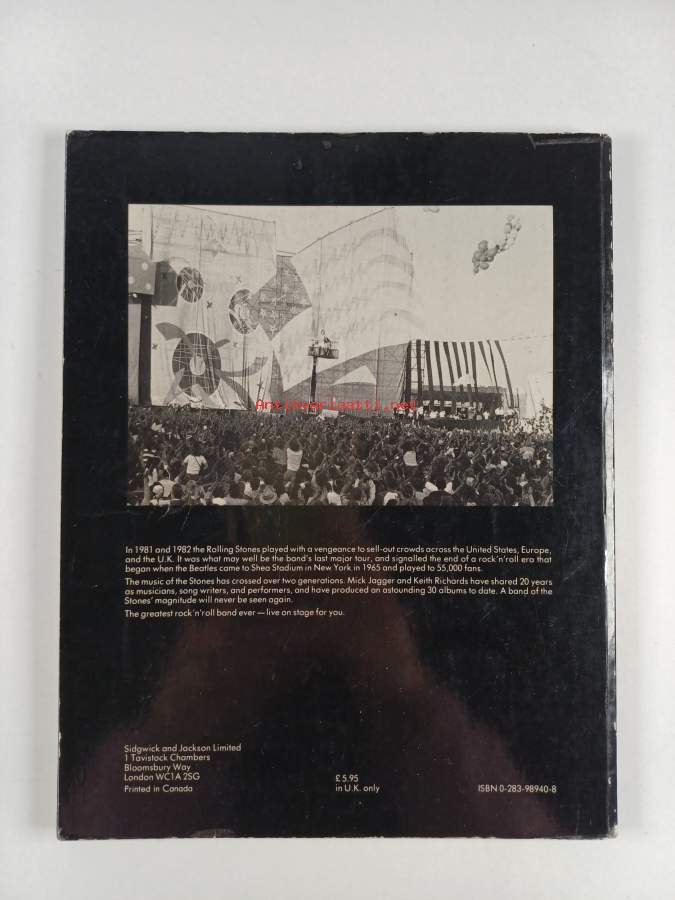 Antikvariaatti.net
In 1981 and 1982 the Rolling Stones played with a vengeance to sell-out crowds across the United States, Europe,
and the U.K. It was what may well be the band's last major tour, and signalled the end of a rock'n'roll era that
began when the Beatles came to Shea Stadium in New York in 1965 and played to 55,000 fans.
The music of the Stones has crossed over two generations. Mick Jagger and Keith Richards have shared 20 years
as musicians, song writers, and performers, and have produced an astounding 30 albums to date. A band of the
Stones' magnitude will never be seen again.
The greatest rock'n'roll band ever — live on stage for you.
Sidgwick and Jackson Limited
1 Tavistock Chambers
Bloomsbury Way
London WC1A 2SG
Printed in Canada
£5.95
in U.K. only
ISBN 0-283-98940-8